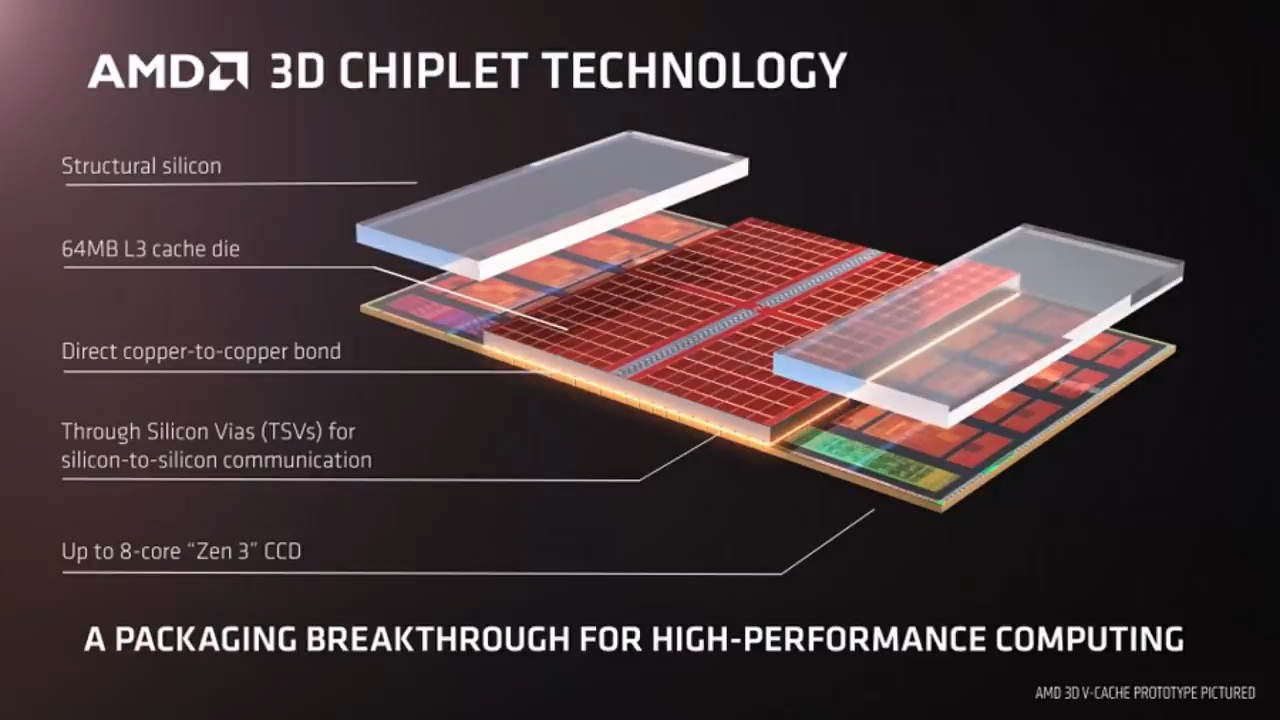 AMD 3D CHIPLET TECHNOLOGY
Structural silicon
64MB L3 cache die
Direct copper-to-copper bond
Through Silicon Vias (TSVs) for
silicon-to-silicon communication
Up to 8-core “Zen 3” CCD
A PACKAGING BREAKTHROUGH FOR HIGH-PERFORMANCE COMPUTING
AMD 3D V-CACHE PROTOTYPE PICTURED